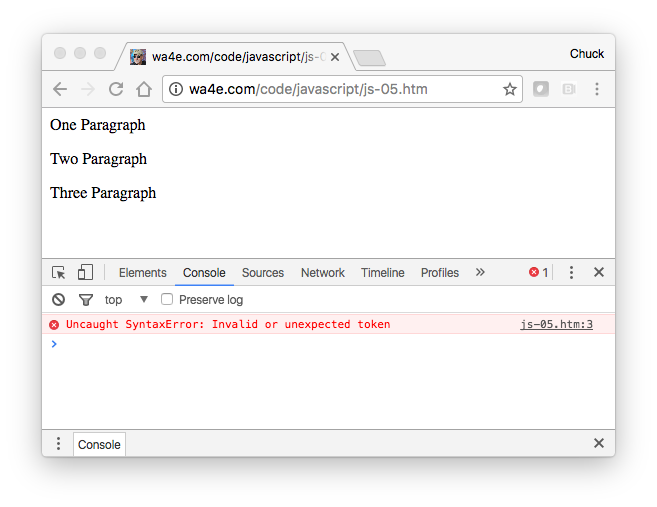 wa4e.com/code/javascript/js-0
Chuck
wa4e.com/code/javascript/js-05.htm
One Paragraph
Two Paragraph
Three Paragraph
Elements Console Sources Network Timeline Profiles » 1
top Preserve log
Uncaught SyntaxError: Invalid or unexpected token js-05.htm:3
>
Console